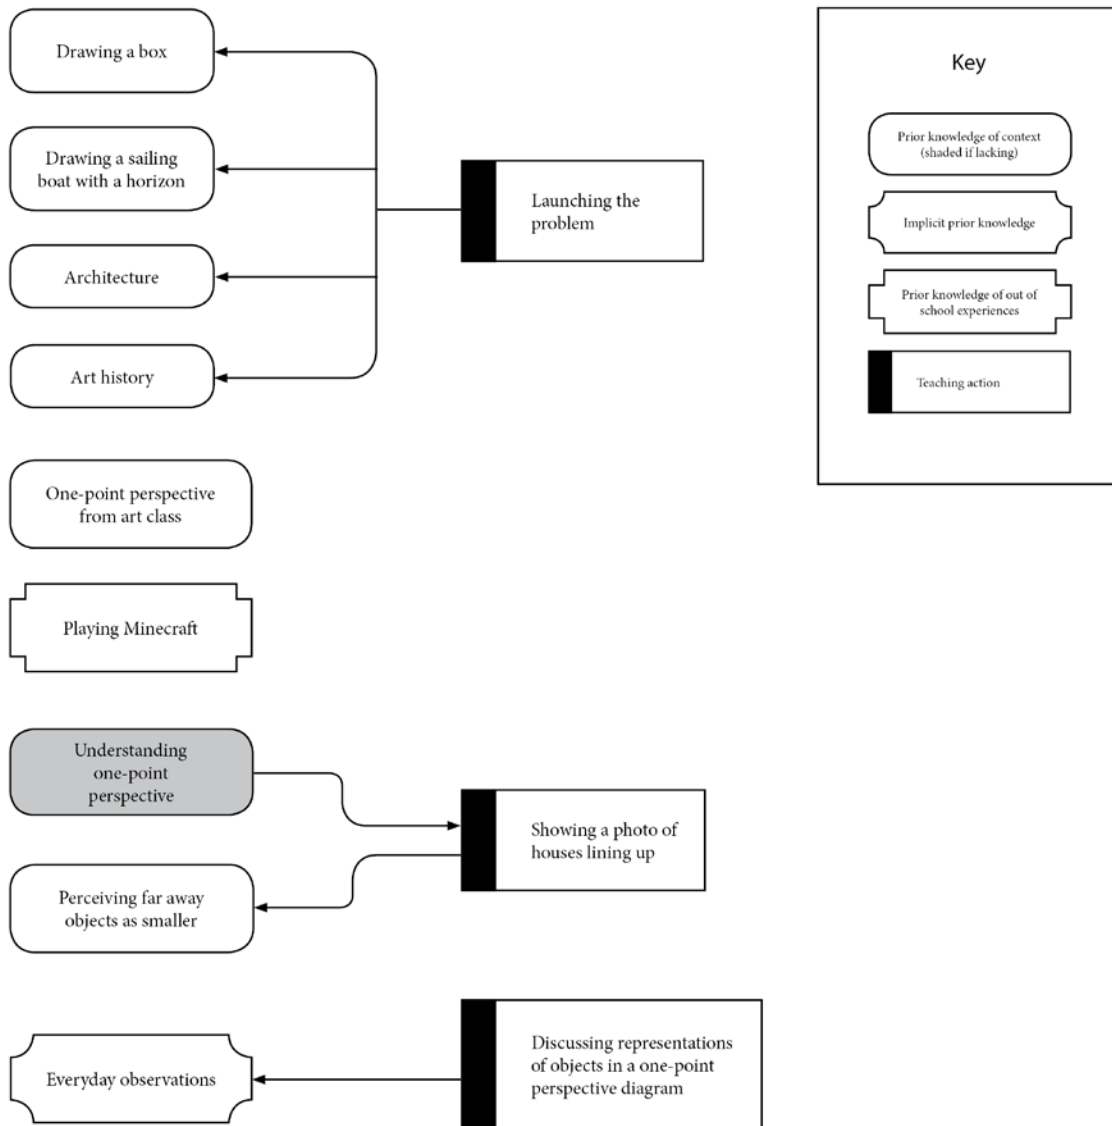 Drawing a box
Drawing a sailing
boat with a horizon
Architecture
Art history
Launching the
problem
One-point perspective
from art class
Playing Minecraft
Understanding
one-point
perspective
Showing a photo of
houses lining up
Perceiving far away
objects as smaller
Everyday observations
Discussing representations
of objects in a one-point
perspective diagram
Key
Prior knowledge of context
(shaded if lacking)
Implicit prior knowledge
Prior knowledge of out of
school experiences
Teaching action